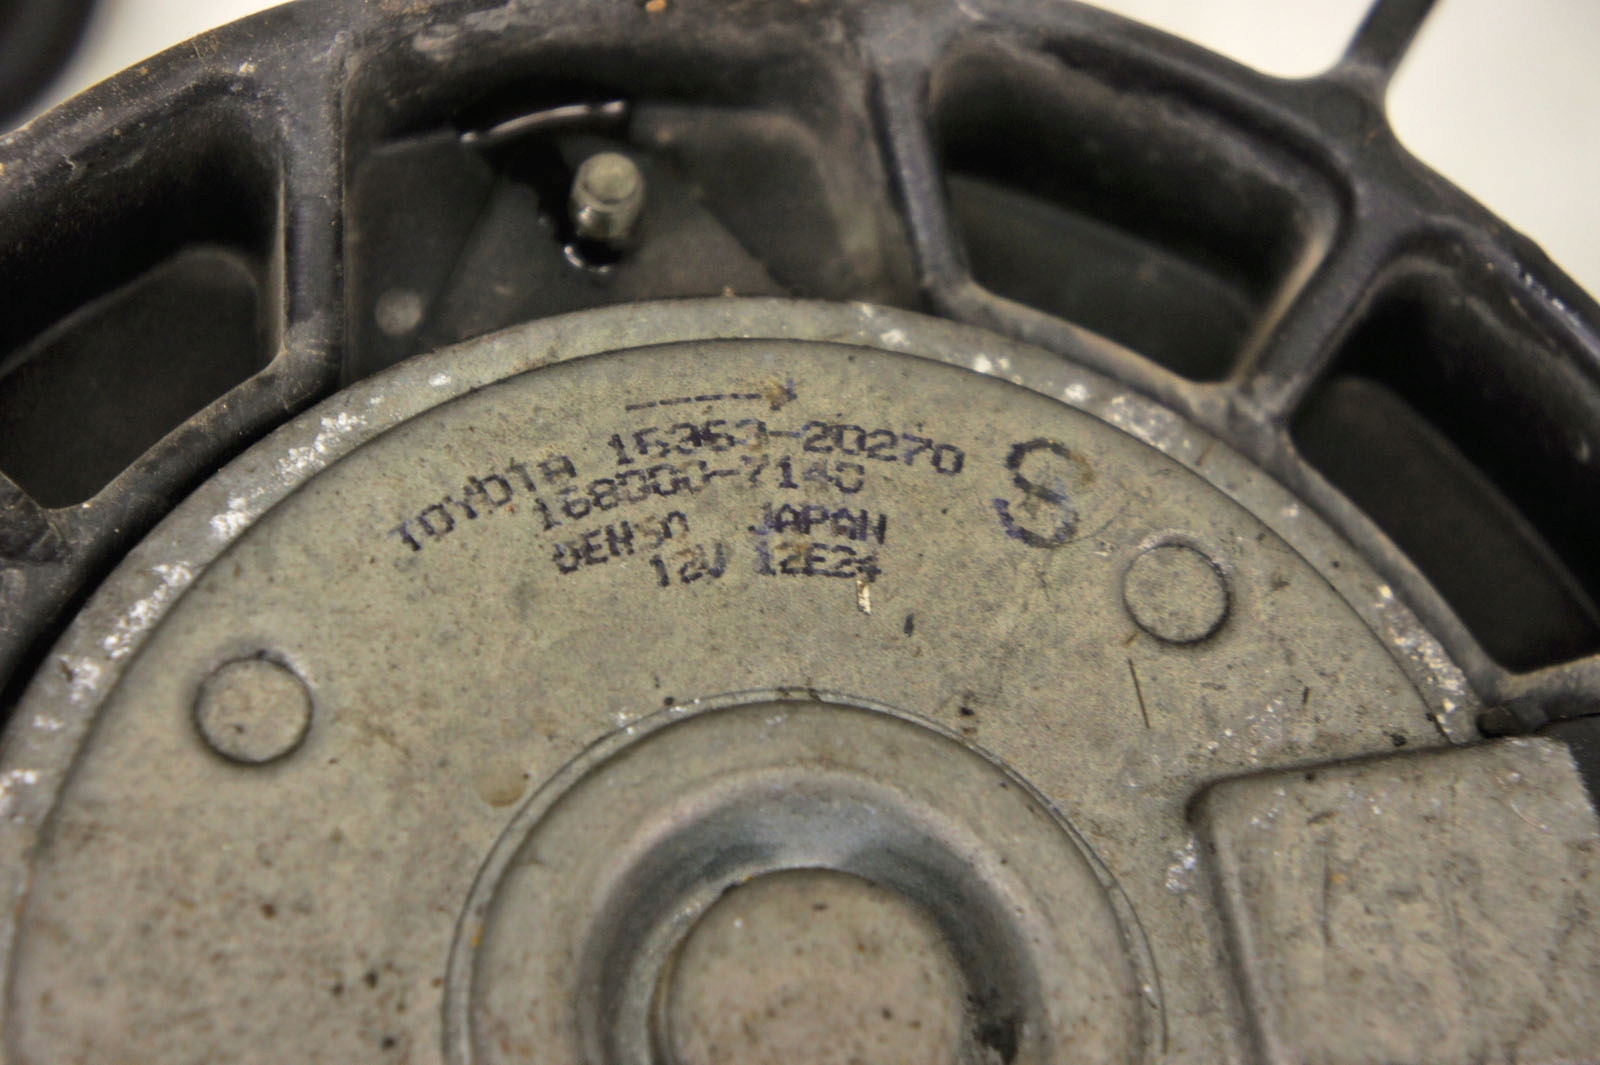 TOYOTA 16363-20270
168000-7140
S
DENSO JAPAN
12V 12E24